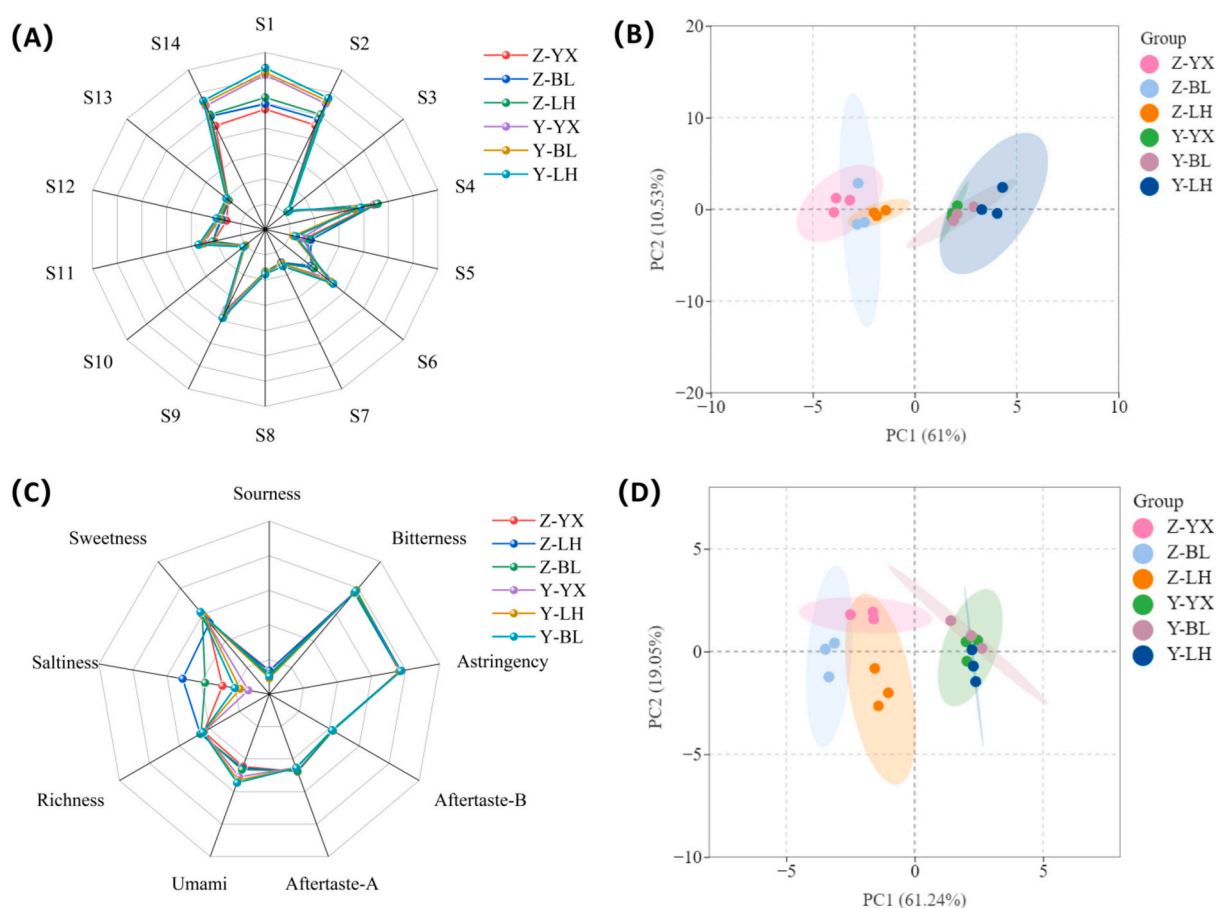 (A)
S1
S2
S3
S4
S5
S6
S7
S8
S9
S10
S11
S12
S13
S14
Z-YX
Z-BL
Z-LH
Y-YX
Y-BL
Y-LH
(B)
20
10
0
−10
−20
−10
−5
0
5
10
PC2 (10.53%)
PC1 (61%)
Group
Z-YX
Z-BL
Z-LH
Y-YX
Y-BL
Y-LH
(C)
Sourness
Bitterness
Astringency
Aftertaste-B
Aftertaste-A
Umami
Richness
Saltiness
Sweetness
Z-YX
Z-LH
Z-BL
Y-YX
Y-LH
Y-BL
(D)
5
0
−5
−10
−5
0
5
PC2 (19.05%)
PC1 (61.24%)
Group
Z-YX
Z-BL
Z-LH
Y-YX
Y-BL
Y-LH